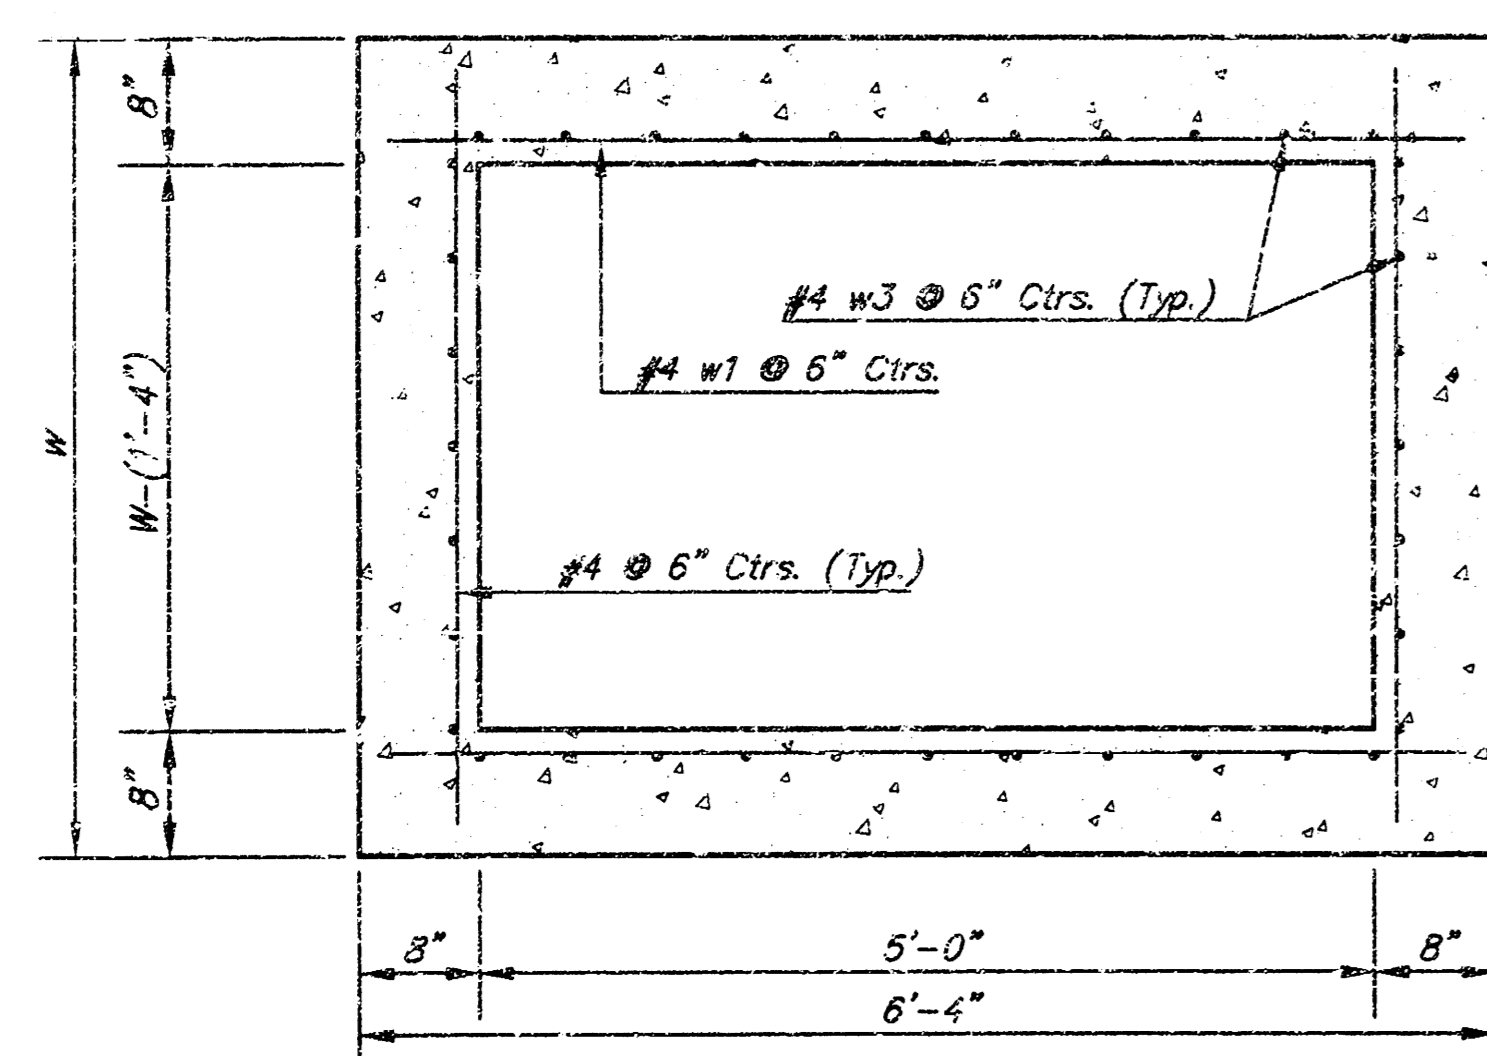 8"
W
W-(1'-4")
8"
#4 w3 @ 6" Ctrs. (Typ.)
#4 w1 @ 6" Ctrs.
#4 @ 6" Ctrs. (Typ.)
8"
5'-0"
8"
6'-4"